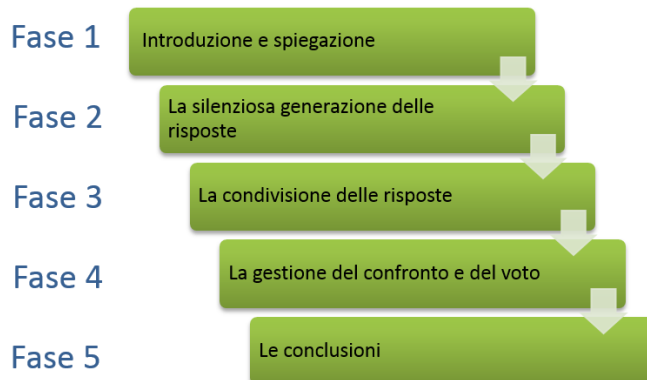 Fase 1
Introduzione e spiegazione
Fase 2
La silenziosa generazione delle
risposte
Fase 3
La condivisione delle risposte
Fase 4
La gestione del confronto e del voto
Fase 5
Le conclusioni